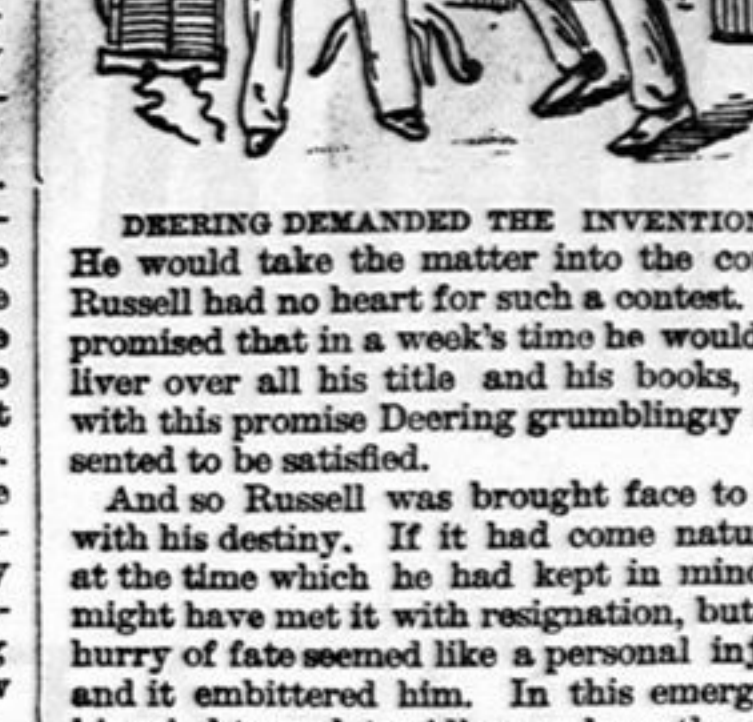 DEERING DEMANDED THE INVENTIO
He would take the matter into the co
Russell had no heart for such a contest.
promised that in a week's time he would
liver over all his title and his books,
with this promise Deering grumblingly
sented to be satisfied.
And so Russell was brought face to
with his destiny. If it had come natu
at the time which he had kept in mind
might have met it with resignation, but
hurry of fate seemed like a personal in
and it embittered him. In this emerg